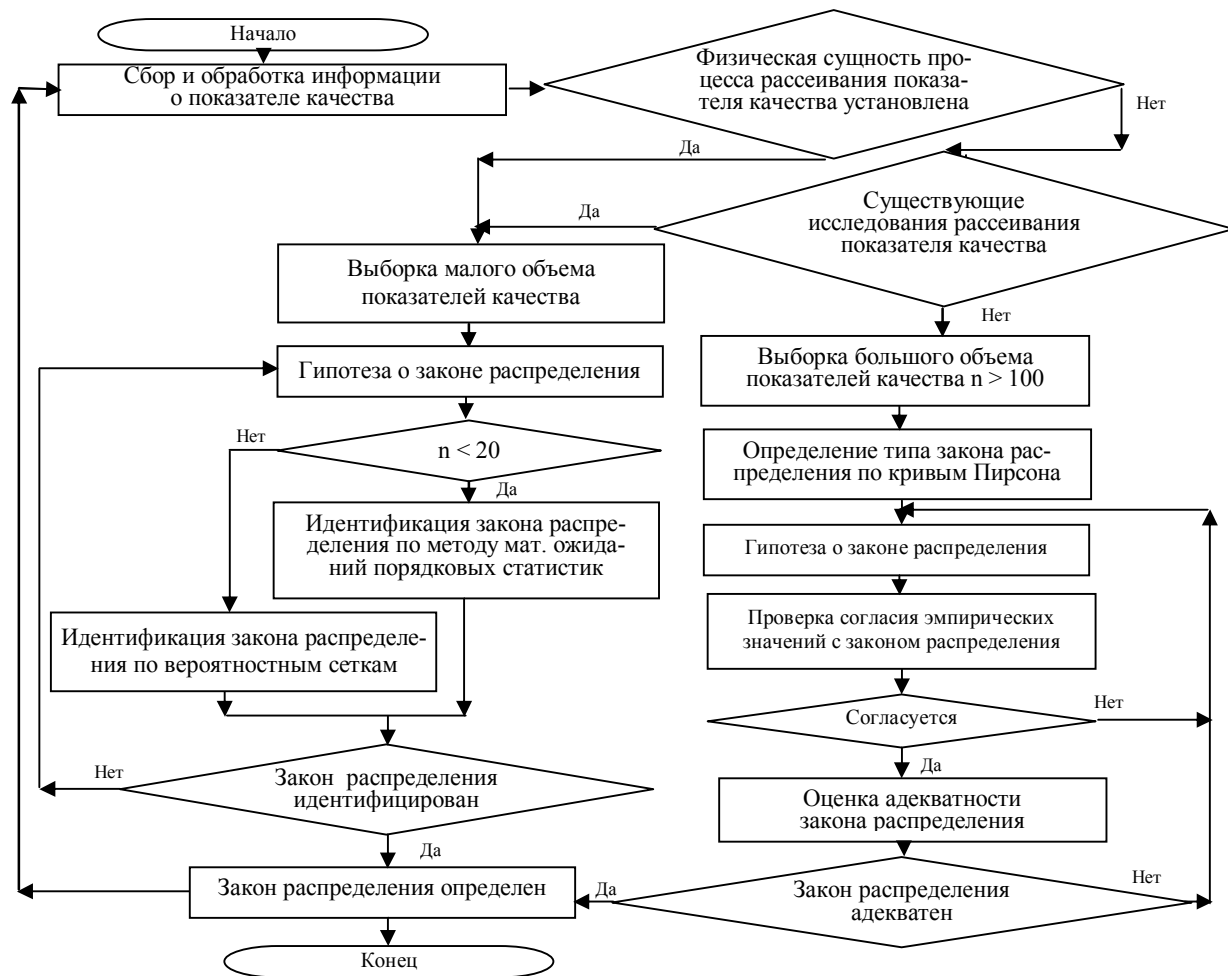 Начало
Сбор и обработка информации
о показателе качества
Физическая сущность про-
цесса рассеивания показа-
теля качества установлена
Нет
Да
Существующие
исследования рассеивания
показателя качества
Да
Нет
Выборка малого объема
показателей качества
Гипотеза о законе распределения
n < 20
Нет
Да
Идентификация закона распре-
деления по методу мат. ожида-
ний порядковых статистик
Идентификация закона распределе-
ния по вероятностным сеткам
Закон распределения
идентифицирован
Нет
Да
Выборка большого объема
показателей качества n > 100
Определение типа закона рас-
пределения по кривым Пирсона
Гипотеза о законе распределения
Проверка согласия эмпирических
значений с законом распределения
Согласуется
Нет
Да
Оценка адекватности
закона распределения
Закон распределения
адекватен
Нет
Да
Закон распределения определен
Конец